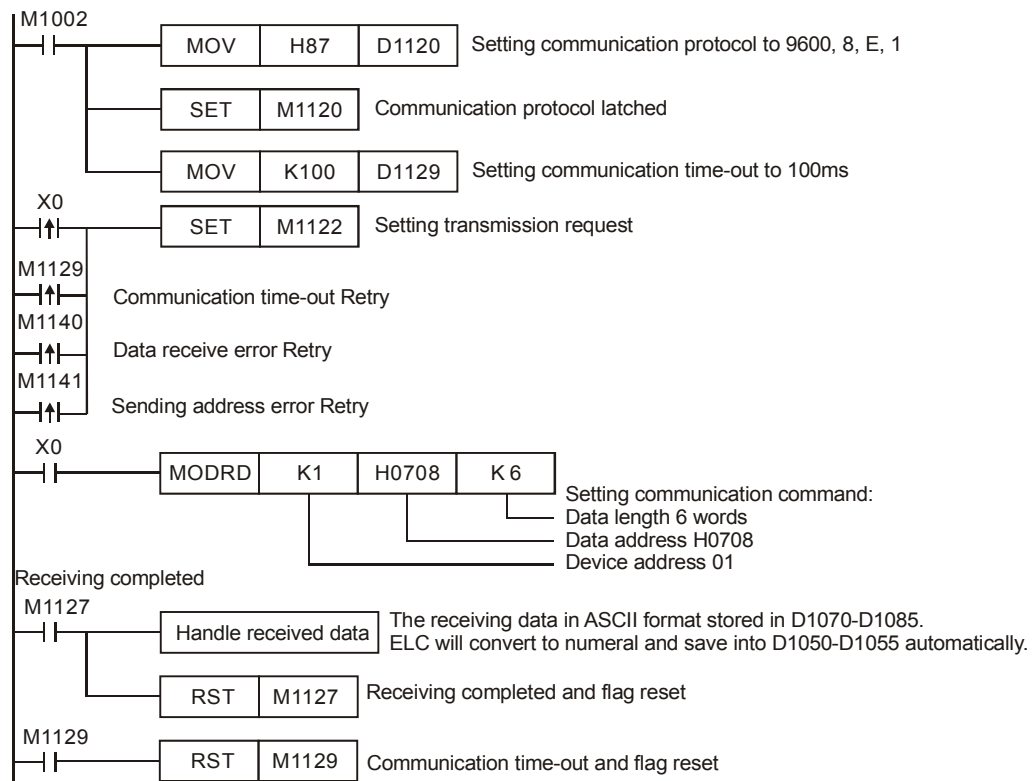 M1002
MOV H87 D1120 Setting communication protocol to 9600, 8, E, 1
SET M1120 Communication protocol latched
MOV K100 D1129 Setting communication time-out to 100ms
X0
SET M1122 Setting transmission request
M1129
Communication time-out Retry
M1140
Data receive error Retry
M1141
Sending address error Retry
X0
MODRD K1 H0708 K 6
Setting communication command:
Data length 6 words
Data address H0708
Device address 01
Receiving completed
M1127
Handle received data
The receiving data in ASCII format stored in D1070-D1085.
ELC will convert to numeral and save into D1050-D1055 automatically.
RST M1127 Receiving completed and flag reset
M1129
RST M1129 Communication time-out and flag reset